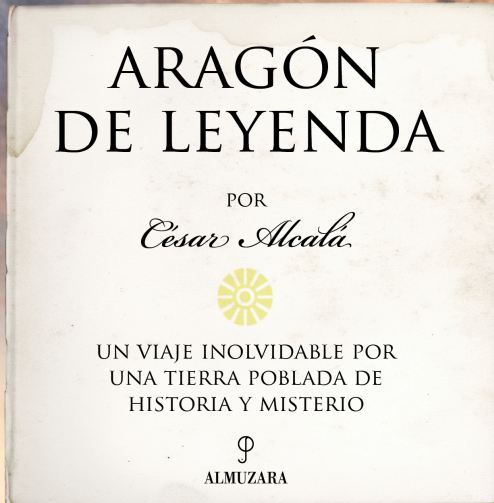 ARAGÓN
DE LEYENDA
POR
César Alcalá
UN VIAJE INOLVIDABLE POR
UNA TIERRA POBLADA DE
HISTORIA Y MISTERIO
ALMUZARA